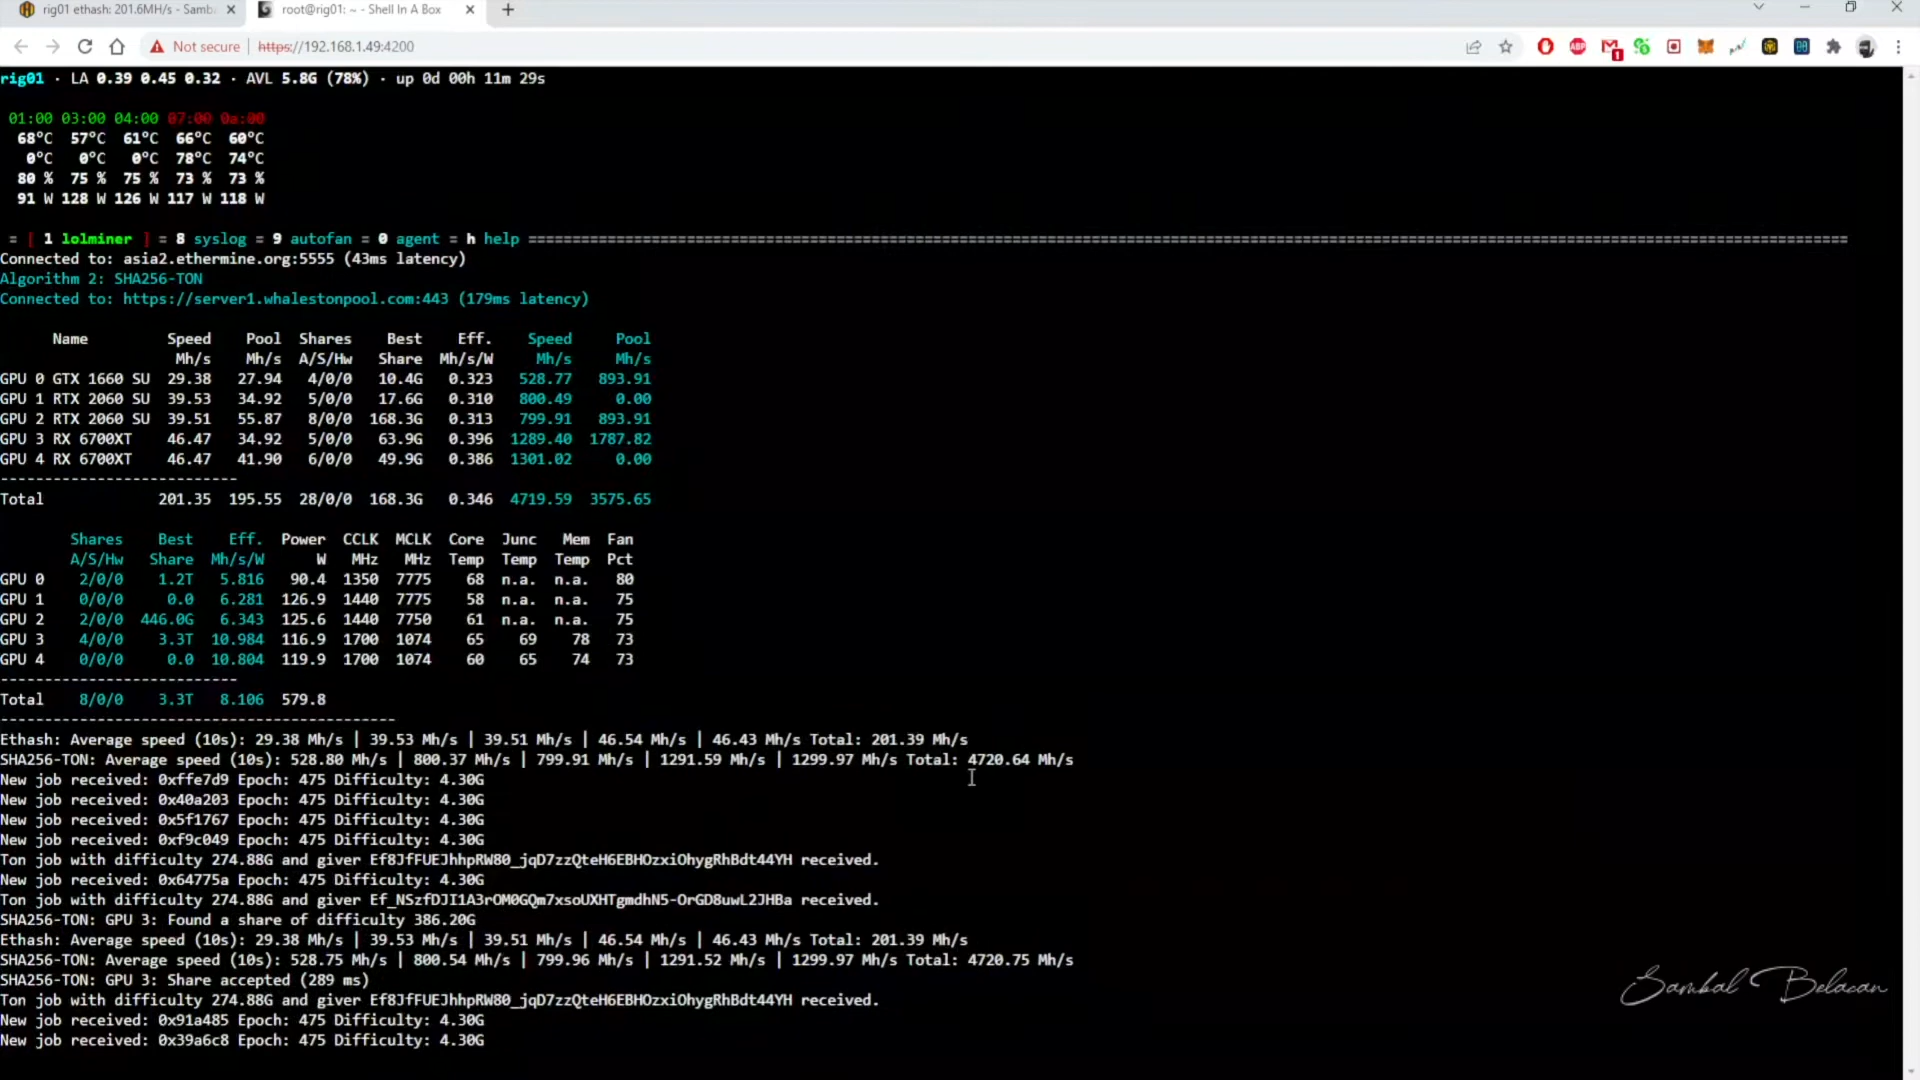 rig01 ethash: 201.6MH/s - Samb
root@rig01: ~ - Shell In A Box
Not secure
https://192.168.1.49:4200
rig01 · LA 0.39 0.45 0.32 · AVL 5.8G (78%) · up 0d 00h 11m 29s
01:00 03:00 04:00 07:00 0a:00
68°C 57°C 61°C 66°C 60°C
0°C 0°C 0°C 78°C 74°C
80 % 75 % 75 % 73 % 73 %
91 W 128 W 126 W 117 W 118 W
= [ 1 lolminer ] = 8 syslog = 9 autofan = 0 agent = h help
Connected to: asia2.ethermine.org:5555 (43ms latency)
Algorithm 2: SHA256-TON
Connected to: https://server1.whalestonpool.com:443 (179ms latency)
Name Speed Pool Shares Best Eff. Speed Pool
Mh/s Mh/s A/S/Hw Share Mh/s/W Mh/s Mh/s
GPU 0 GTX 1660 SU 29.38 27.94 4/0/0 10.4G 0.323 528.77 893.91
GPU 1 RTX 2060 SU 39.53 34.92 5/0/0 17.6G 0.310 800.49 0.00
GPU 2 RTX 2060 SU 39.51 55.87 8/0/0 168.3G 0.313 799.91 893.91
GPU 3 RX 6700XT 46.47 34.92 5/0/0 63.9G 0.396 1289.40 1787.82
GPU 4 RX 6700XT 46.47 41.90 6/0/0 49.9G 0.386 1301.02 0.00
---------------------------
Total 201.35 195.55 28/0/0 168.3G 0.346 4719.59 3575.65
Shares Best Eff. Power CCLK MCLK Core Junc Mem Fan
A/S/Hw Share Mh/s/W W MHz MHz Temp Temp Temp Pct
GPU 0 2/0/0 1.2T 5.816 90.4 1350 7775 68 n.a. n.a. 80
GPU 1 0/0/0 0.0 6.281 126.9 1440 7775 58 n.a. n.a. 75
GPU 2 2/0/0 446.0G 6.343 125.6 1440 7750 61 n.a. n.a. 75
GPU 3 4/0/0 3.3T 10.984 116.9 1700 1074 65 69 78 73
GPU 4 0/0/0 0.0 10.804 119.9 1700 1074 60 65 74 73
---------------------------
Total 8/0/0 3.3T 8.106 579.8
---------------------------------------------
Ethash: Average speed (10s): 29.38 Mh/s | 39.53 Mh/s | 39.51 Mh/s | 46.54 Mh/s | 46.43 Mh/s Total: 201.39 Mh/s
SHA256-TON: Average speed (10s): 528.80 Mh/s | 800.37 Mh/s | 799.91 Mh/s | 1291.59 Mh/s | 1299.97 Mh/s Total: 4720.64 Mh/s
New job received: 0xffe7d9 Epoch: 475 Difficulty: 4.30G
New job received: 0x40a203 Epoch: 475 Difficulty: 4.30G
New job received: 0x5f1767 Epoch: 475 Difficulty: 4.30G
New job received: 0xf9c049 Epoch: 475 Difficulty: 4.30G
Ton job with difficulty 274.88G and giver Ef8JfFUEJhhpRW80_jqD7zzQteH6EBHOzxiOhygRhBdt44YH received.
New job received: 0x64775a Epoch: 475 Difficulty: 4.30G
Ton job with difficulty 274.88G and giver Ef_NSzfDJI1A3rOM0GQm7xsoUXHTgmdhN5-OrGD8uwL2JHBa received.
SHA256-TON: GPU 3: Found a share of difficulty 386.20G
Ethash: Average speed (10s): 29.38 Mh/s | 39.53 Mh/s | 39.51 Mh/s | 46.54 Mh/s | 46.43 Mh/s Total: 201.39 Mh/s
SHA256-TON: Average speed (10s): 528.75 Mh/s | 800.54 Mh/s | 799.96 Mh/s | 1291.52 Mh/s | 1299.97 Mh/s Total: 4720.75 Mh/s
SHA256-TON: GPU 3: Share accepted (289 ms)
Ton job with difficulty 274.88G and giver Ef8JfFUEJhhpRW80_jqD7zzQteH6EBHOzxiOhygRhBdt44YH received.
New job received: 0x91a485 Epoch: 475 Difficulty: 4.30G
New job received: 0x39a6c8 Epoch: 475 Difficulty: 4.30G
Sambal Belacan